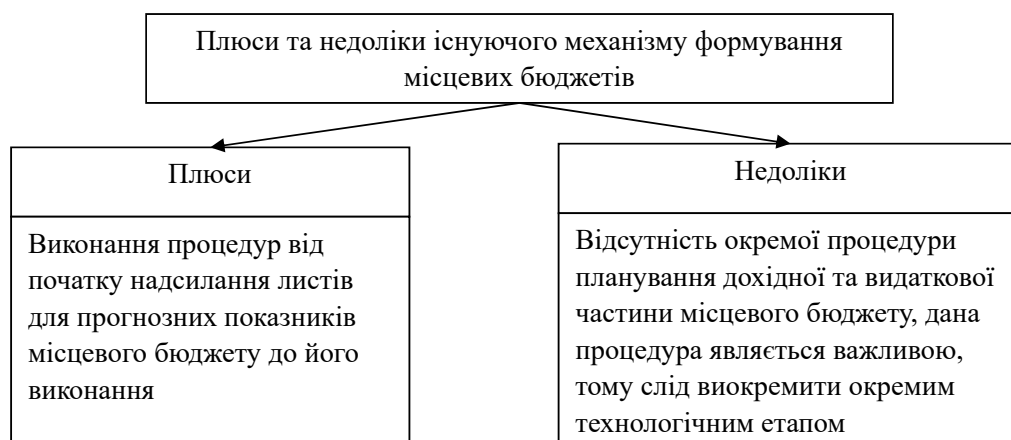 Плюси та недоліки існуючого механізму формування
місцевих бюджетів
Плюси
Виконання процедур від
початку надсилання листів
для прогнозних показників
місцевого бюджету до його
виконання
Недоліки
Відсутність окремої процедури
планування дохідної та видаткової
частини місцевого бюджету, дана
процедура являється важливою,
тому слід виокремити окремим
технологічним етапом